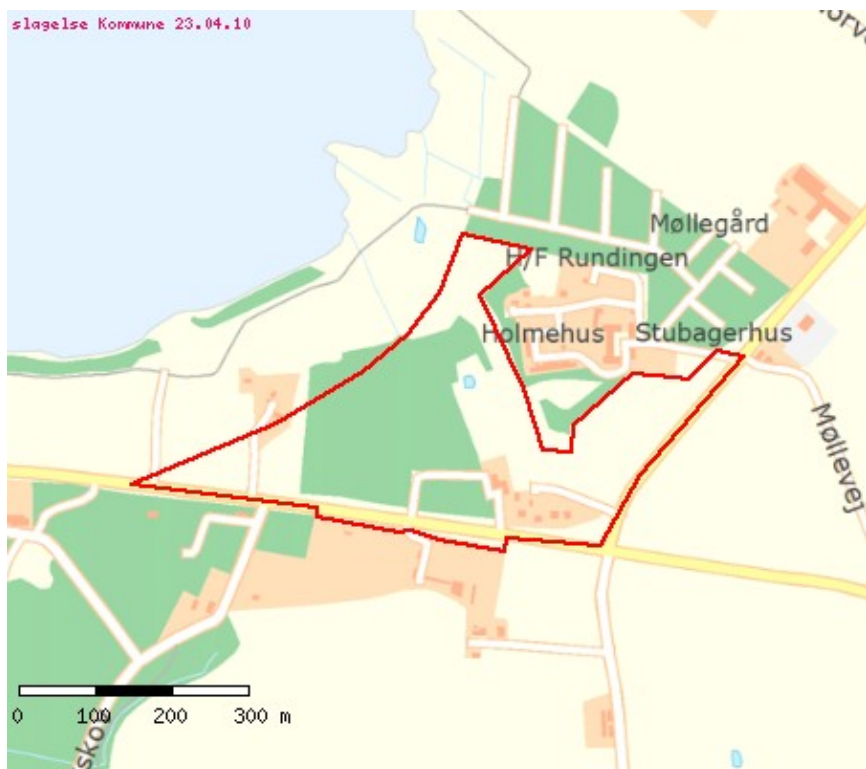 slagelse Kommune 23.04.10
Møllegård
H/F Rundingen
Holmehus
Stubagerhus
Møllevej
0 100 200 300 m